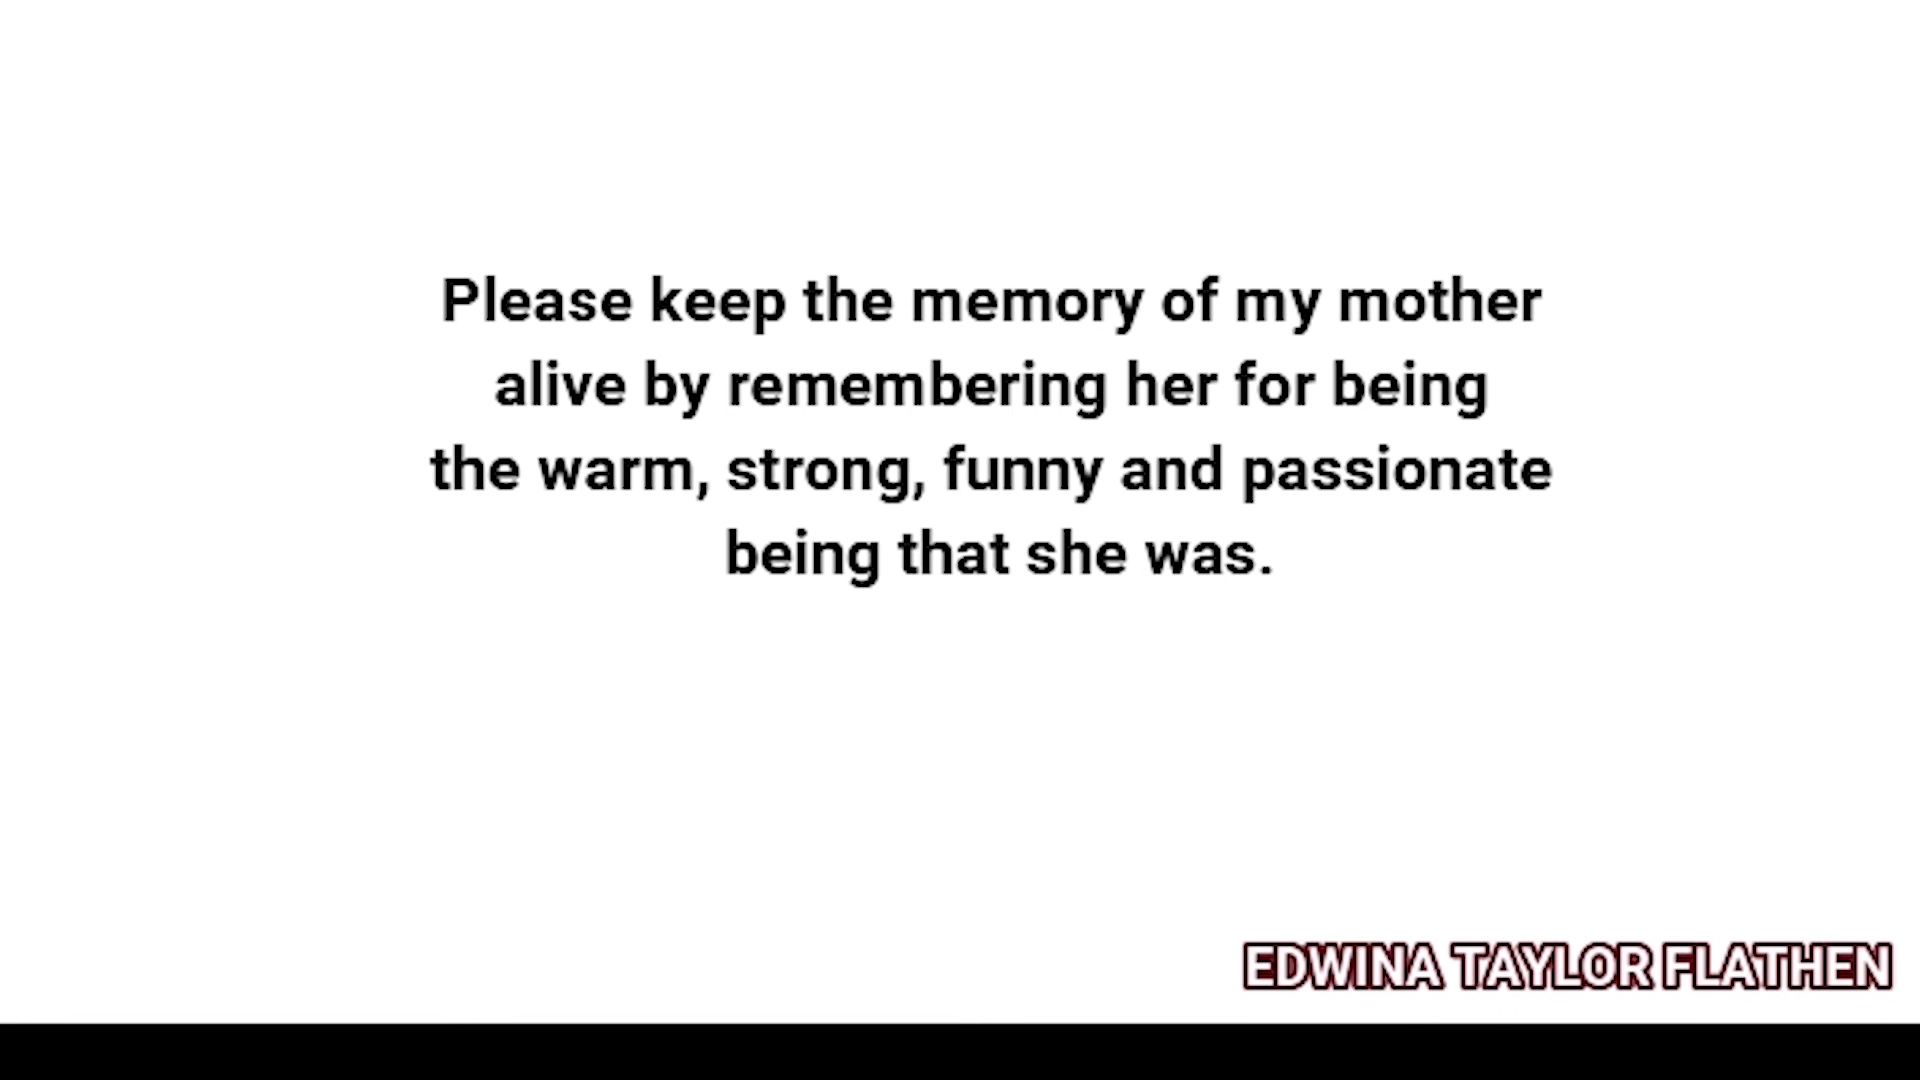 Please keep the memory of my mother
alive by remembering her for being
the warm, strong, funny and passionate
being that she was.
EDWINA TAYLOR FLATHEN